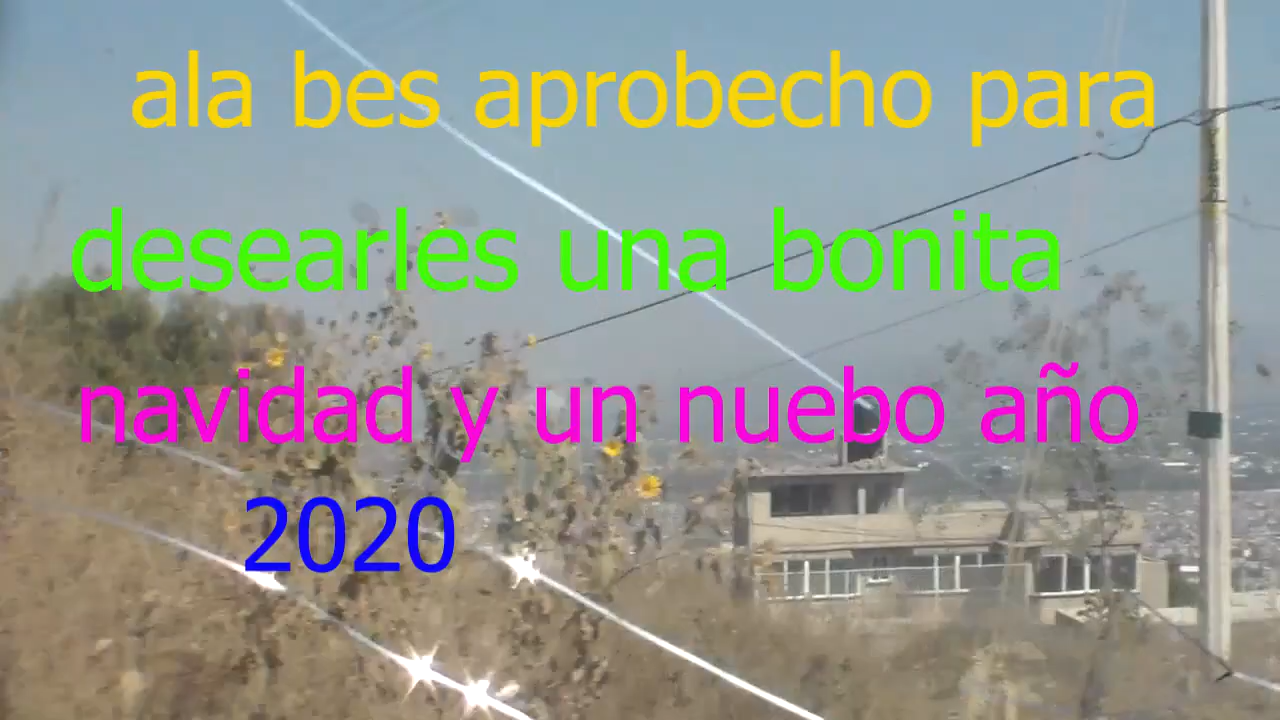 ala bes aprobecho para
desearles una bonita
navidad y un nuebo año
2020